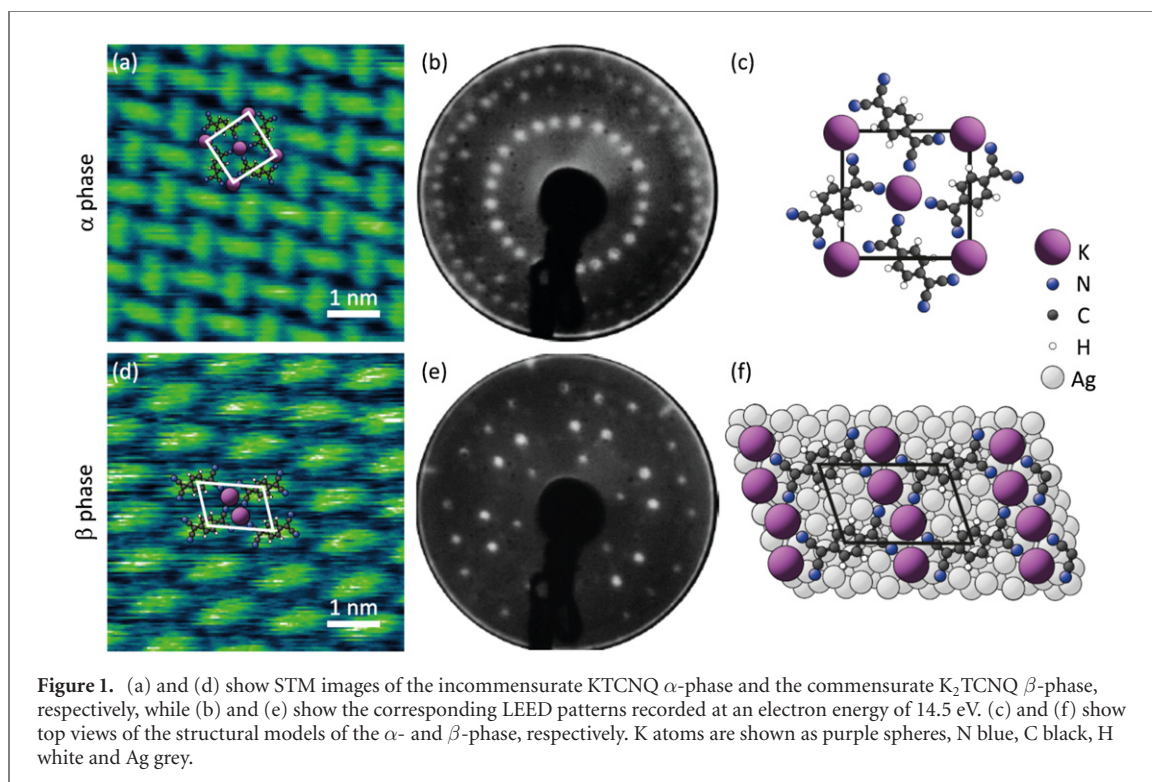 (a)
(b)
(c)
α phase
1 nm
K
N
C
H
Ag
(d)
(e)
(f)
β phase
1 nm
Figure 1. (a) and (d) show STM images of the incommensurate KTCNQ α-phase and the commensurate K₂TCNQ β-phase,
respectively, while (b) and (e) show the corresponding LEED patterns recorded at an electron energy of 14.5 eV. (c) and (f) show
top views of the structural models of the α- and β-phase, respectively. K atoms are shown as purple spheres, N blue, C black, H
white and Ag grey.